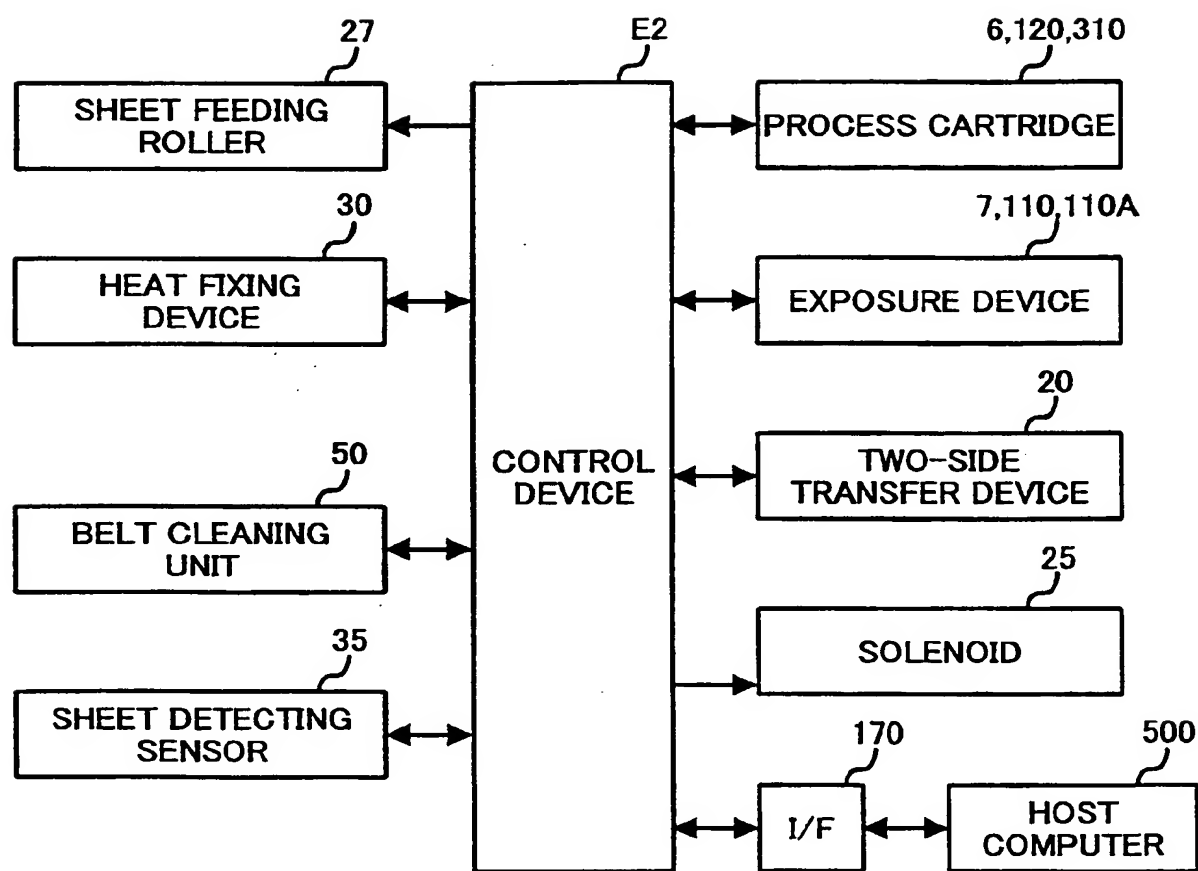 27
SHEET FEEDING
ROLLER
30
HEAT FIXING
DEVICE
50
BELT CLEANING
UNIT
35
SHEET DETECTING
SENSOR
E2
CONTROL
DEVICE
6,120,310
PROCESS CARTRIDGE
7,110,110A
EXPOSURE DEVICE
20
TWO-SIDE
TRANSFER DEVICE
25
SOLENOID
170
I/F
500
HOST
COMPUTER